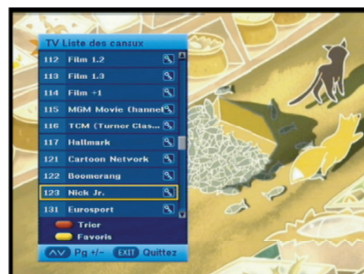 TV Liste des canaux
112 Film 1.2
113 Film 1.3
114 Film +1
115 MGM Movie Channel
116 TCM (Turner Clas...
117 Hallmark
121 Cartoon Network
122 Boomerang
123 Nick Jr.
131 Eurosport
Trier
Favoris
Pg +/- EXIT Quittez